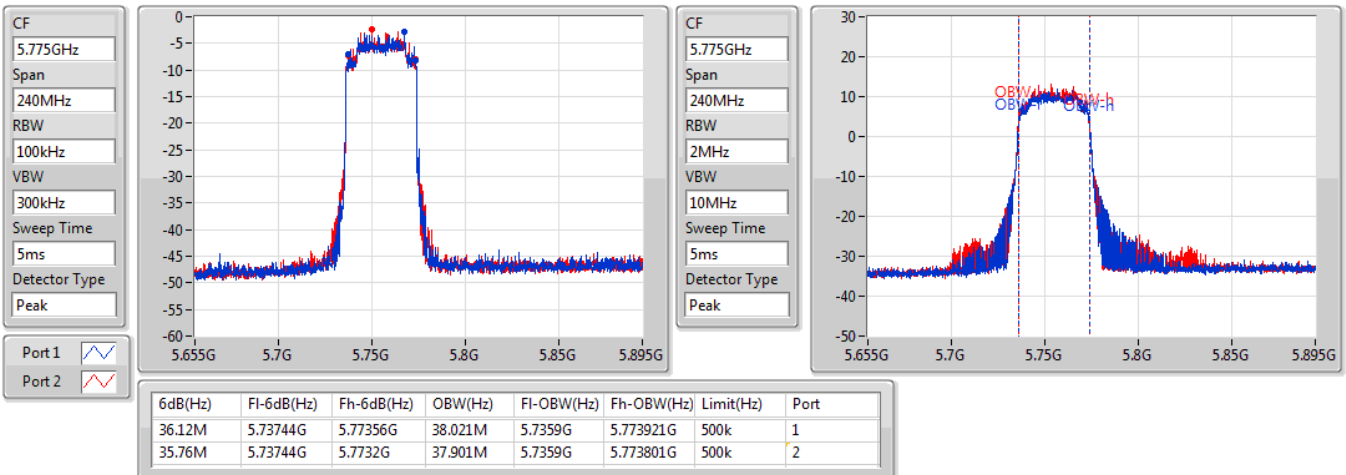 CF
5.775GHz
Span
240MHz
RBW
100kHz
VBW
300kHz
Sweep Time
5ms
Detector Type
Peak
Port 1
Port 2
0
-5
-10
-15
-20
-25
-30
-35
-40
-45
-50
-55
-60
5.655G 5.7G 5.75G 5.8G 5.85G 5.895G
CF
5.775GHz
Span
240MHz
RBW
2MHz
VBW
10MHz
Sweep Time
5ms
Detector Type
Peak
30
20
10
0
-10
-20
-30
-40
-50
OBW-h
OBW-h
5.655G 5.7G 5.75G 5.8G 5.85G 5.895G
6dB(Hz) Fl-6dB(Hz) Fh-6dB(Hz) OBW(Hz) Fl-OBW(Hz) Fh-OBW(Hz) Limit(Hz) Port
36.12M 5.73744G 5.77356G 38.021M 5.7359G 5.773921G 500k 1
35.76M 5.73744G 5.7732G 37.901M 5.7359G 5.773801G 500k 2